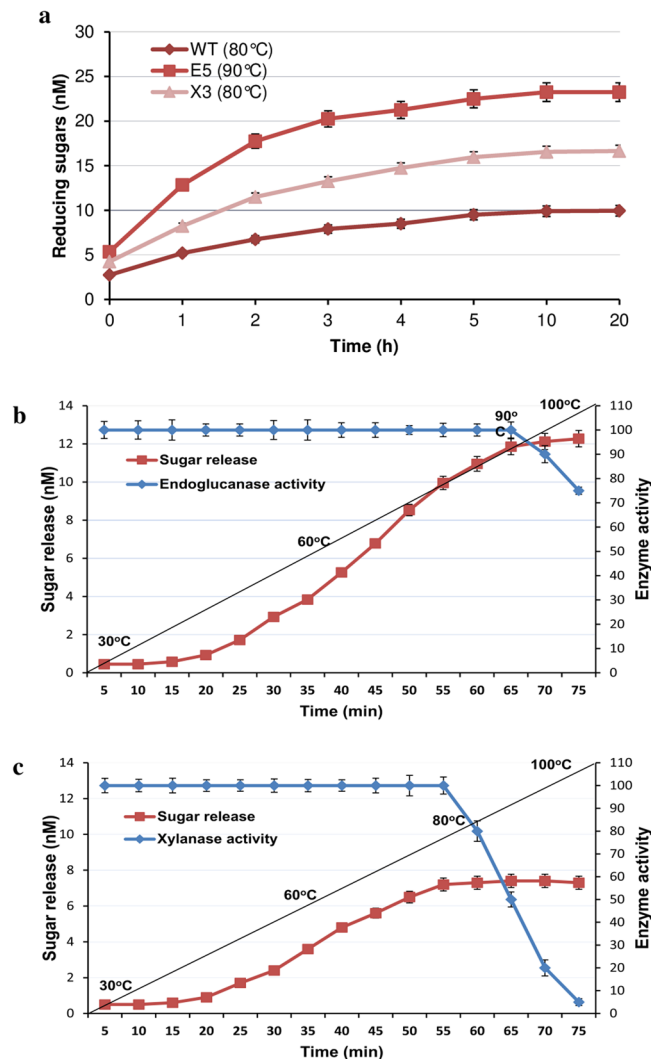 a
Reducing sugars (nM)
30
25
20
15
10
5
0
WT (80°C)
E5 (90°C)
X3 (80°C)
0 1 2 3 4 5 10 20
Time (h)
b
Sugar release (nM)
14
12
10
8
6
4
2
0
Sugar release
Endoglucanase activity
30°C
60°C
90°
C
100°C
110
100
90
80
70
60
50
40
30
20
10
0
Enzyme activity
5 10 15 20 25 30 35 40 45 50 55 60 65 70 75
Time (min)
c
Sugar release (nM)
14
12
10
8
6
4
2
0
Sugar release
Xylanase activity
30°C
60°C
80°C
100°C
110
100
90
80
70
60
50
40
30
20
10
0
Enzyme activity
5 10 15 20 25 30 35 40 45 50 55 60 65 70 75
Time (min)